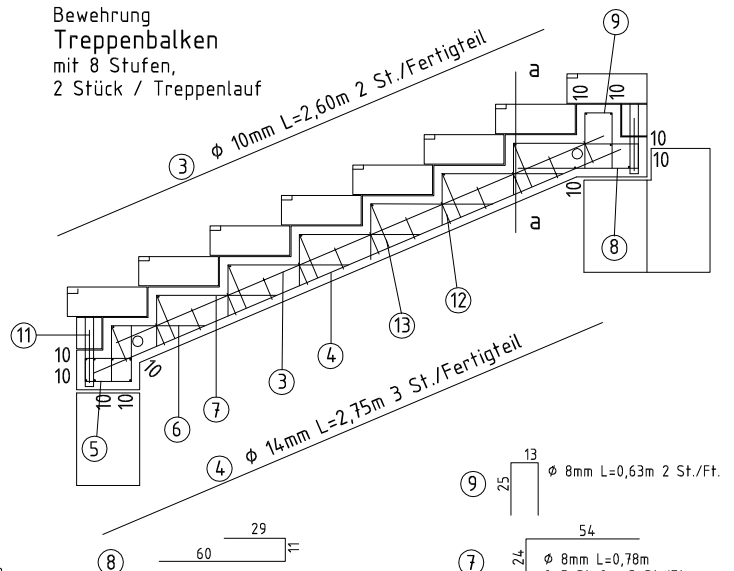 Bewehrung
Treppenbalken
mit 8 Stufen,
2 Stück / Treppenlauf
3 ϕ 10mm L=2,60m 2 St./Fertigteil
9
a
10 10
10
10
10
a
8
12
13
4
3
7
6
11
10
10
10
10 10
5
4 ϕ 14mm L=2,75m 3 St./Fertigteil
9 25 13 ϕ 8mm L=0,63m 2 St./Ft.
8 60 29 11
7 24 54
ϕ 8mm L=0,78m